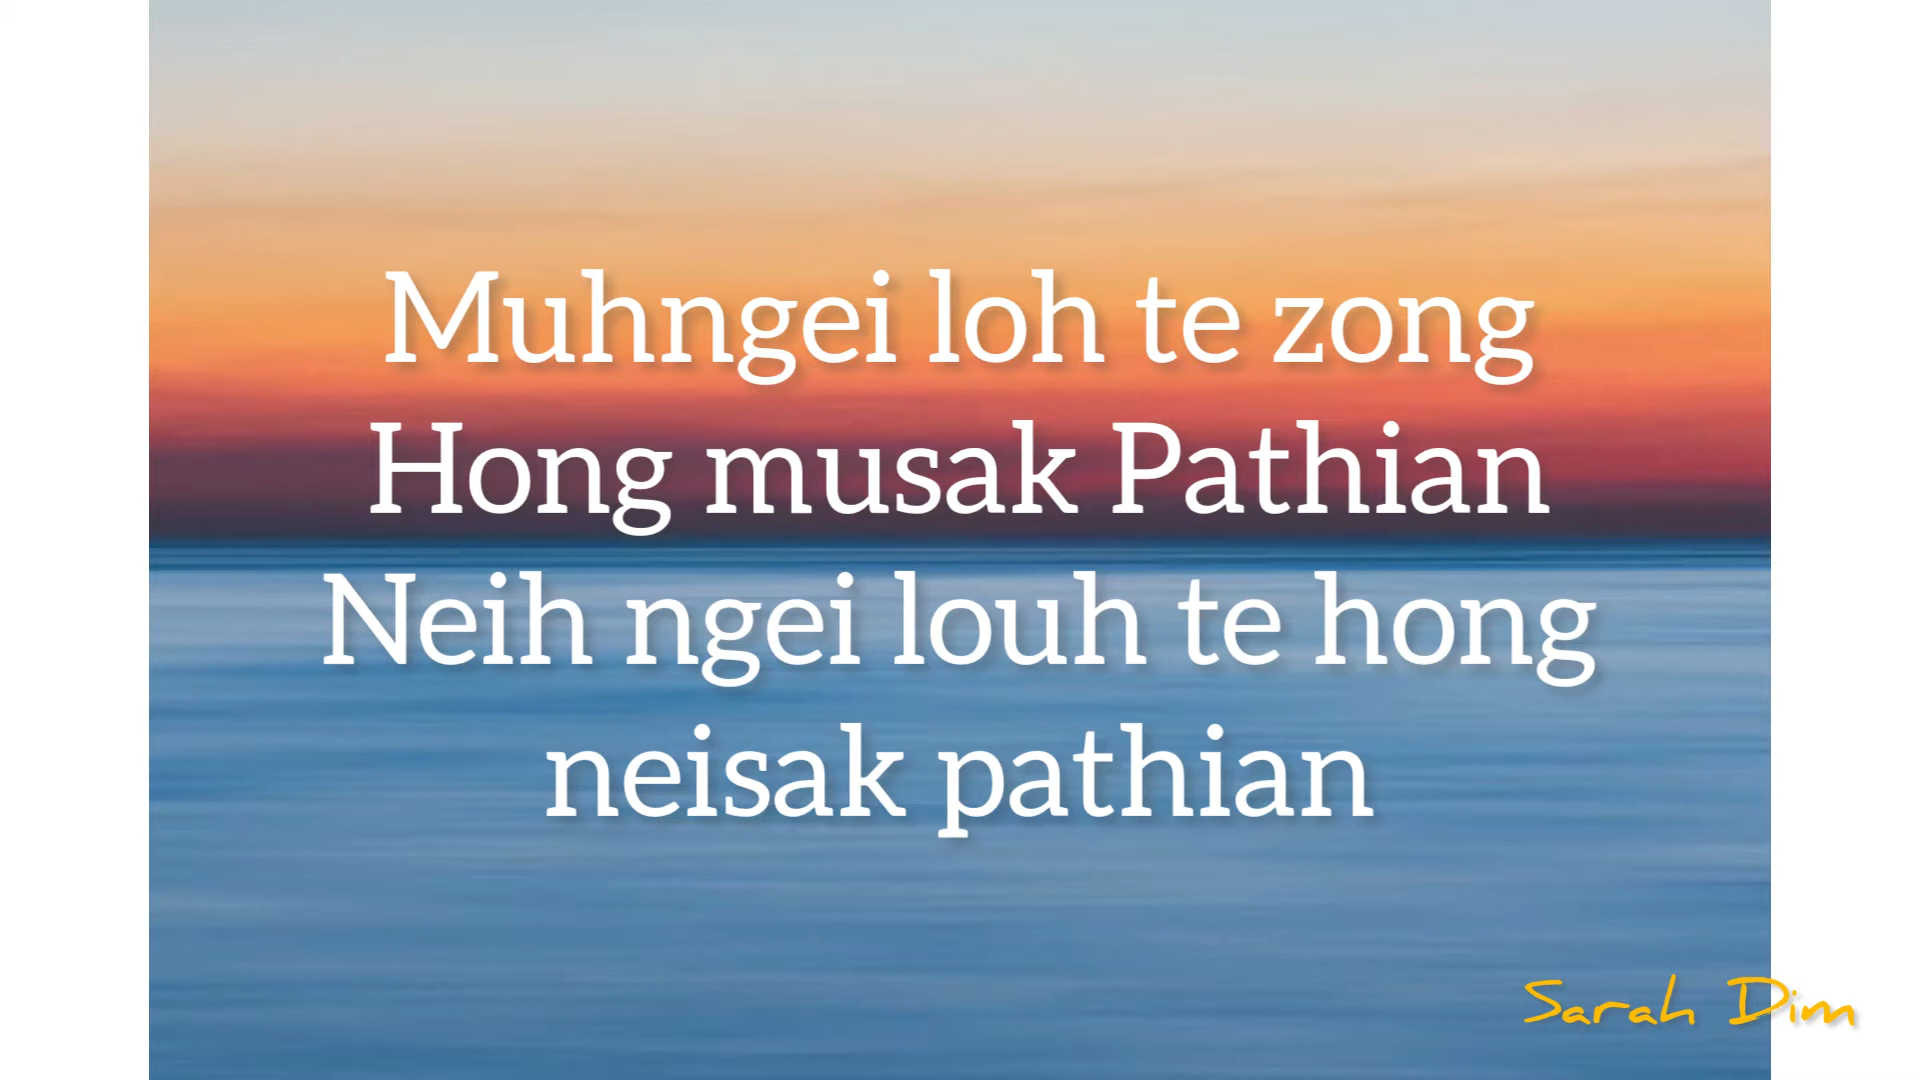 Muhngei loh te zong
Hong musak Pathian
Neih ngei louh te hong
neisak pathian
Sarah Dim